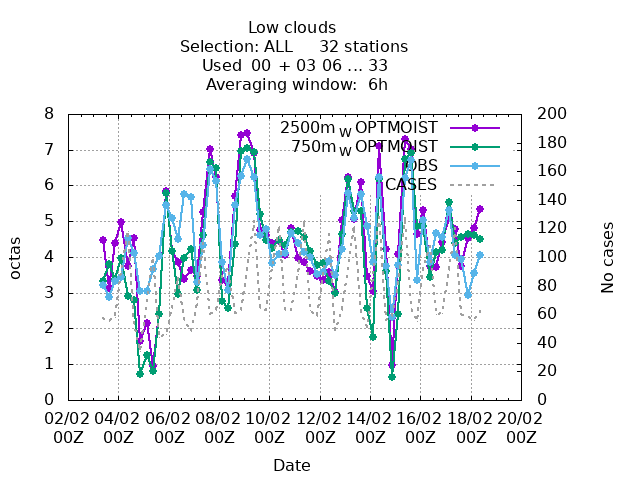 Low clouds
Selection: ALL 32 stations
Used 00 + 03 06 ... 33
Averaging window: 6h
8 200
2500m W OPTMOIST
7 180
750m W OPTMOIST
160
OBS
6 140
CASES
5 120
octas
4 100
No cases
3 80
60
2 40
1 20
0 0
02/02 04/02 06/02 08/02 10/02 12/02 14/02 16/02 18/02 20/02
00Z 00Z 00Z 00Z 00Z 00Z 00Z 00Z 00Z 00Z
Date